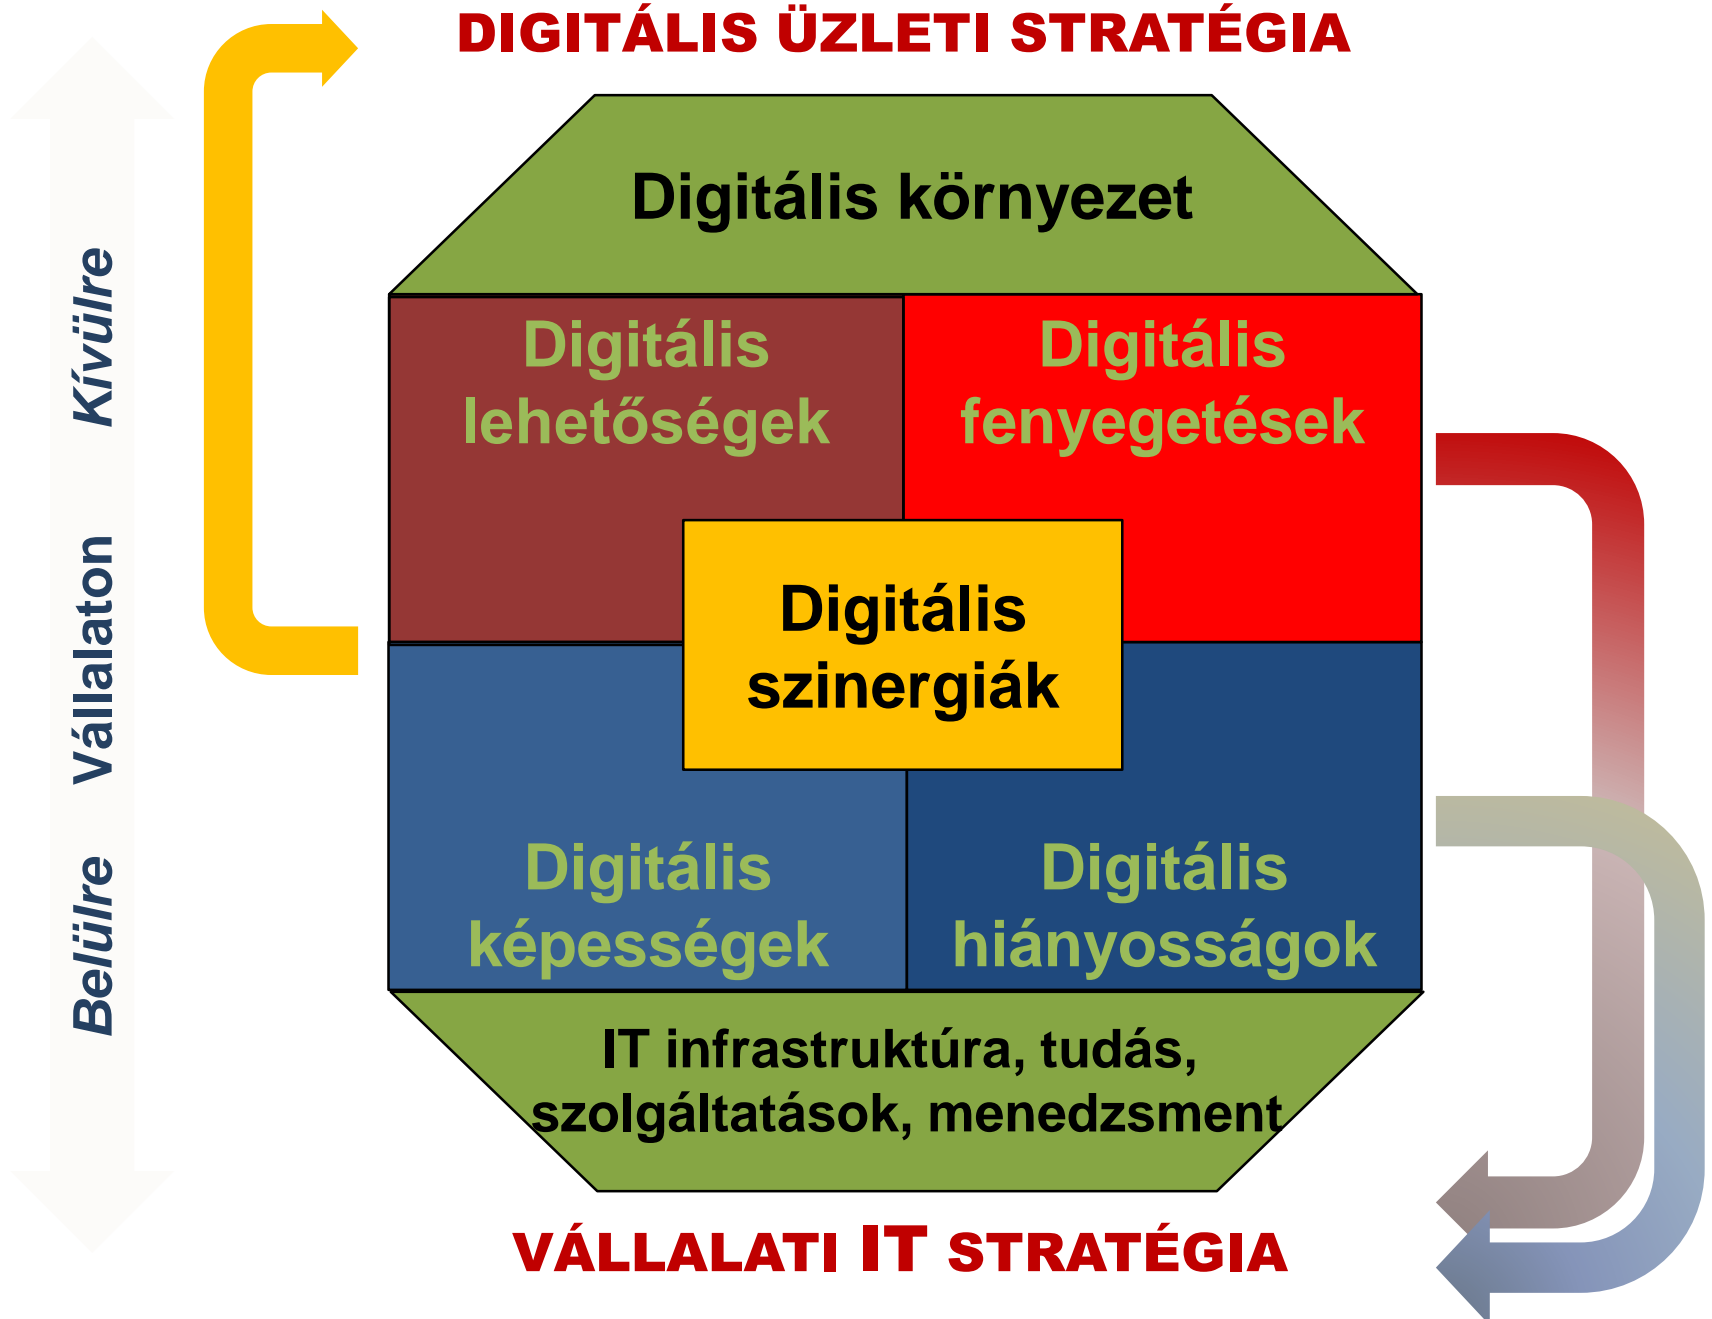 DIGITÁLIS ÜZLETI STRATÉGIA
Digitális környezet
Digitális
lehetőségek
Digitális
fenyegetések
Digitális
szinergiák
Digitális
képességek
Digitális
hiányosságok
IT infrastruktúra, tudás,
szolgáltatások, menedzsment
VÁLLALATI IT STRATÉGIA
Belülre Vállalaton Kívülre